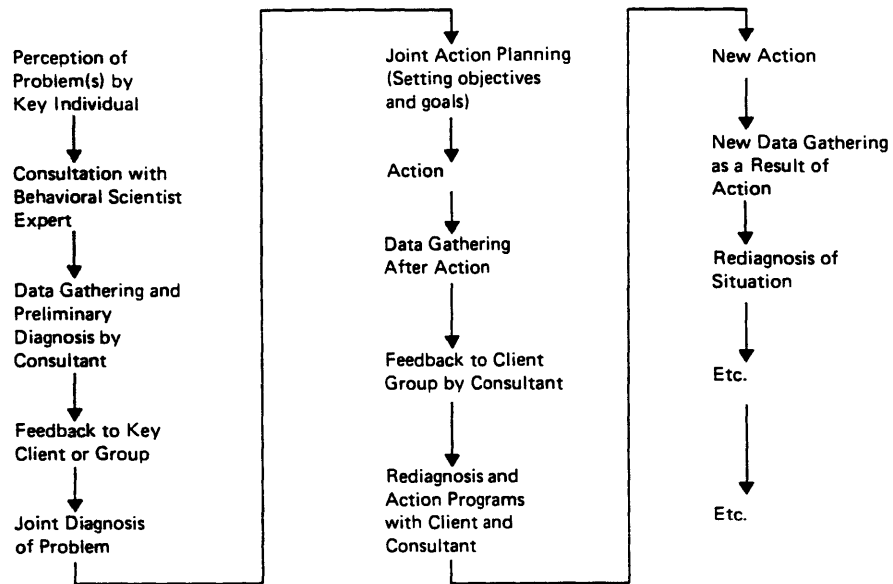 Perception of
Problem(s) by
Key Individual
Consultation with
Behavioral Scientist
Expert
Data Gathering and
Preliminary
Diagnosis by
Consultant
Feedback to Key
Client or Group
Joint Diagnosis
of Problem
Joint Action Planning
(Setting objectives
and goals)
Action
Data Gathering
After Action
Feedback to Client
Group by Consultant
Rediagnosis and
Action Programs
with Client and
Consultant
New Action
New Data Gathering
as a Result of
Action
Rediagnosis of
Situation
Etc.
Etc.